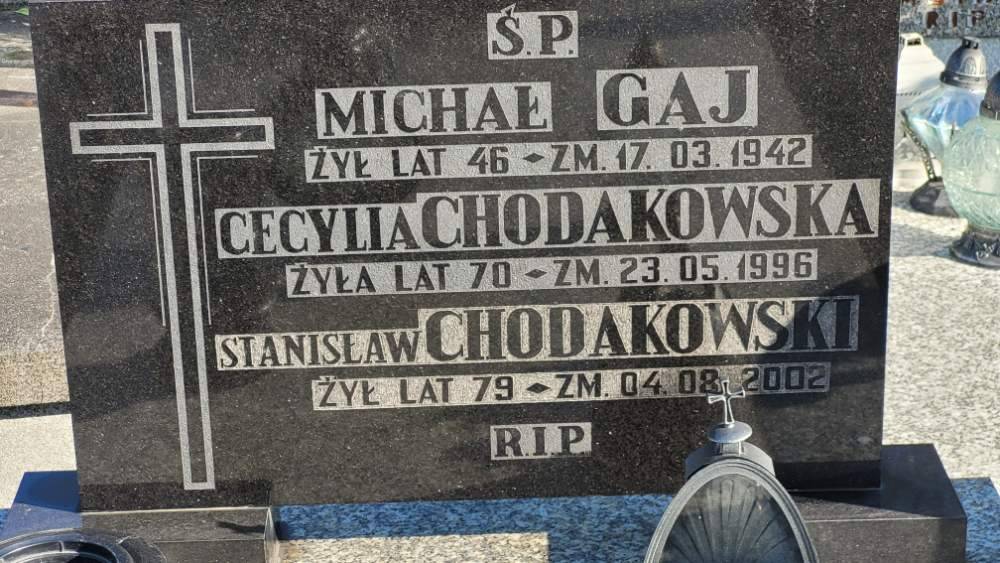 Ś.P.
MICHAŁ GAJ
ŻYŁ LAT 46 ⬥ ZM. 17. 03. 1942
CECYLIA CHODAKOWSKA
ŻYŁA LAT 70 ⬥ ZM. 23. 05. 1996
STANISŁAW CHODAKOWSKI
ŻYŁ LAT 79 ⬥ ZM. 04. 08. 2002
R.I.P
R.I.P.